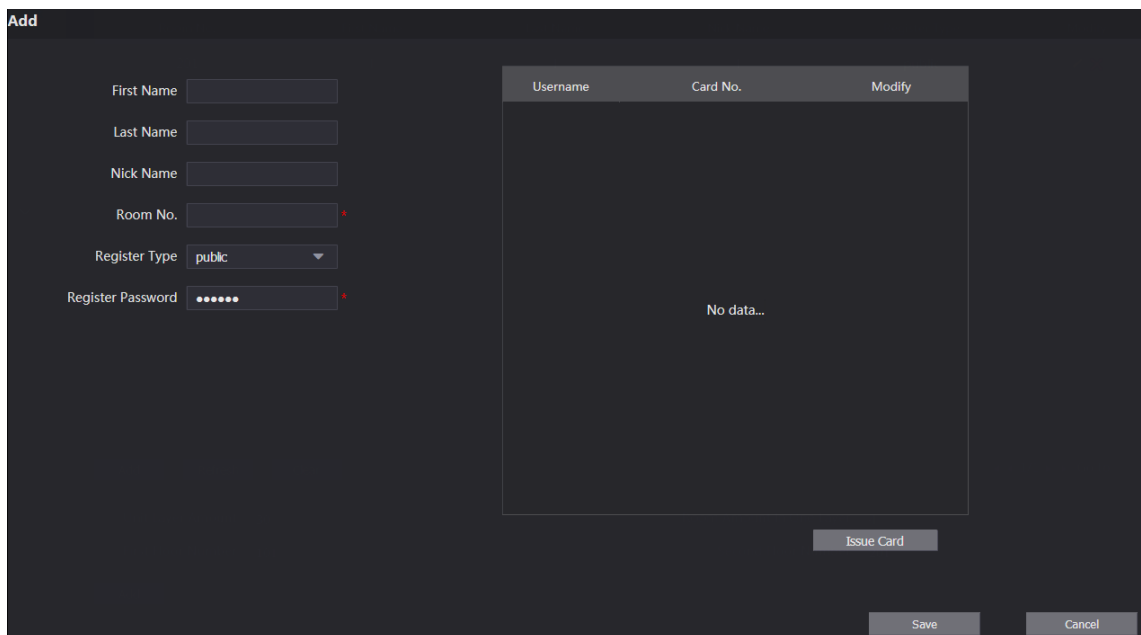 Add
First Name
Last Name
Nick Name
Room No. *
Register Type public
Register Password ●●●●●● *
Username Card No. Modify
No data...
Issue Card
Save Cancel